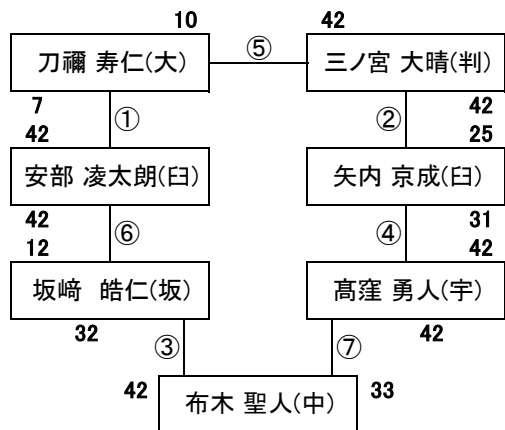 10 42
刀禰 寿仁(大) ⑤ 三ノ宮 大晴(判)
7 ① ② 42
42 25
安部 凌太朗(臼) 矢内 京成(臼)
42 ⑥ ④ 31
12 42
坂﨑 皓仁(坂) 髙窪 勇人(宇)
32 ③ ⑦ 42
42 布木 聖人(中) 33